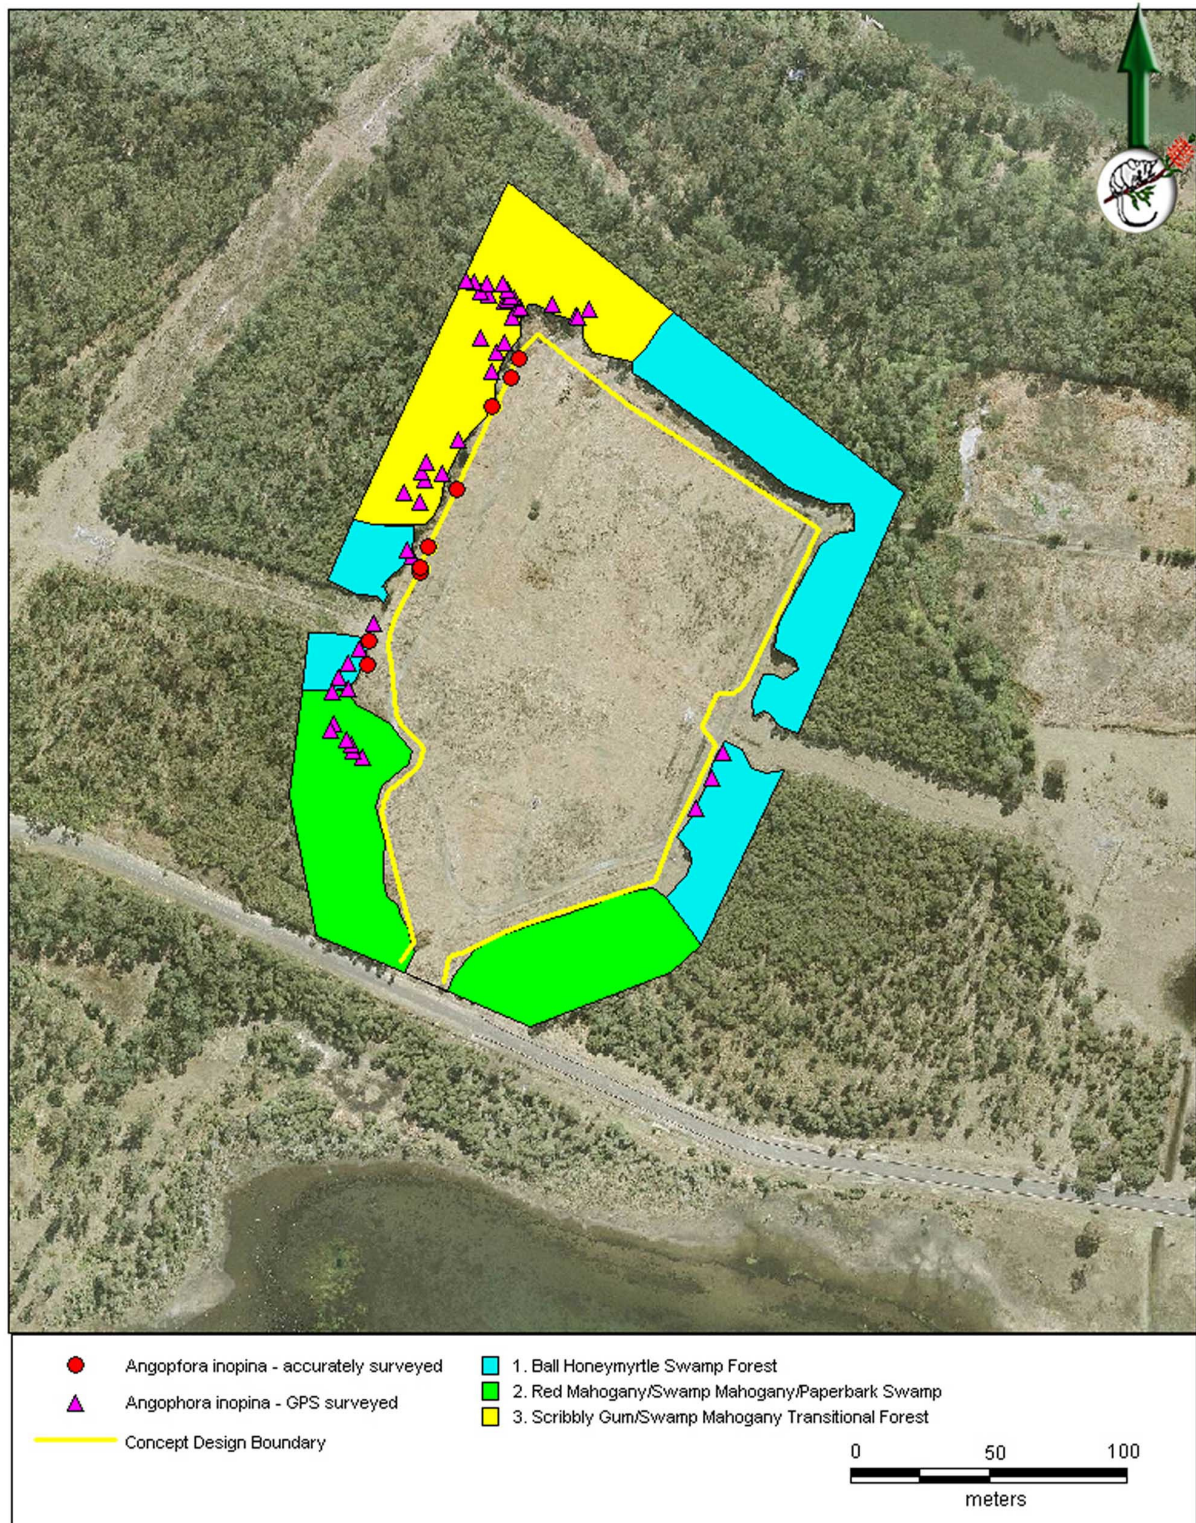 Angopfora inopina - accurately surveyed
Angophora inopina - GPS surveyed
Concept Design Boundary
1. Ball Honeymyrtle Swamp Forest
2. Red Mahogany/Swamp Mahogany/Paperbark Swamp
3. Scribbly Gum/Swamp Mahogany Transitional Forest
0 50 100
meters